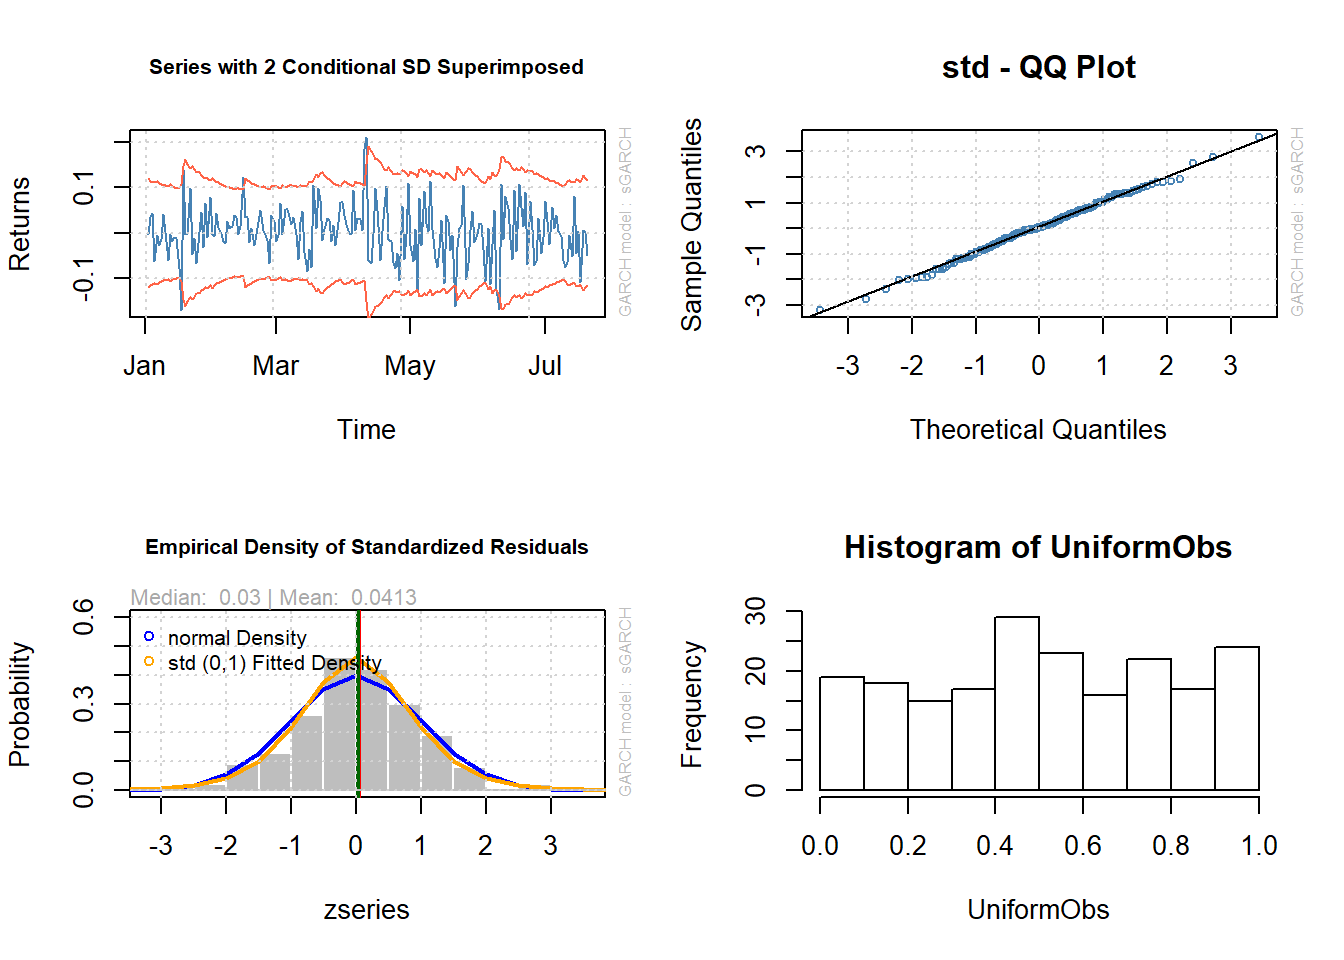 Series with 2 Conditional SD Superimposed
Returns
0.1
-0.1
Jan Mar May Jul
Time
GARCH model : sGARCH
std - QQ Plot
Sample Quantiles
3
1
-1
-3
-3 -2 -1 0 1 2 3
Theoretical Quantiles
GARCH model : sGARCH
Empirical Density of Standardized Residuals
Median: 0.03 | Mean: 0.0413
normal Density
std (0,1) Fitted Density
Probability
0.6
0.3
0.0
-3 -2 -1 0 1 2 3
zseries
GARCH model : sGARCH
Histogram of UniformObs
Frequency
30
20
10
0
0.0 0.2 0.4 0.6 0.8 1.0
UniformObs